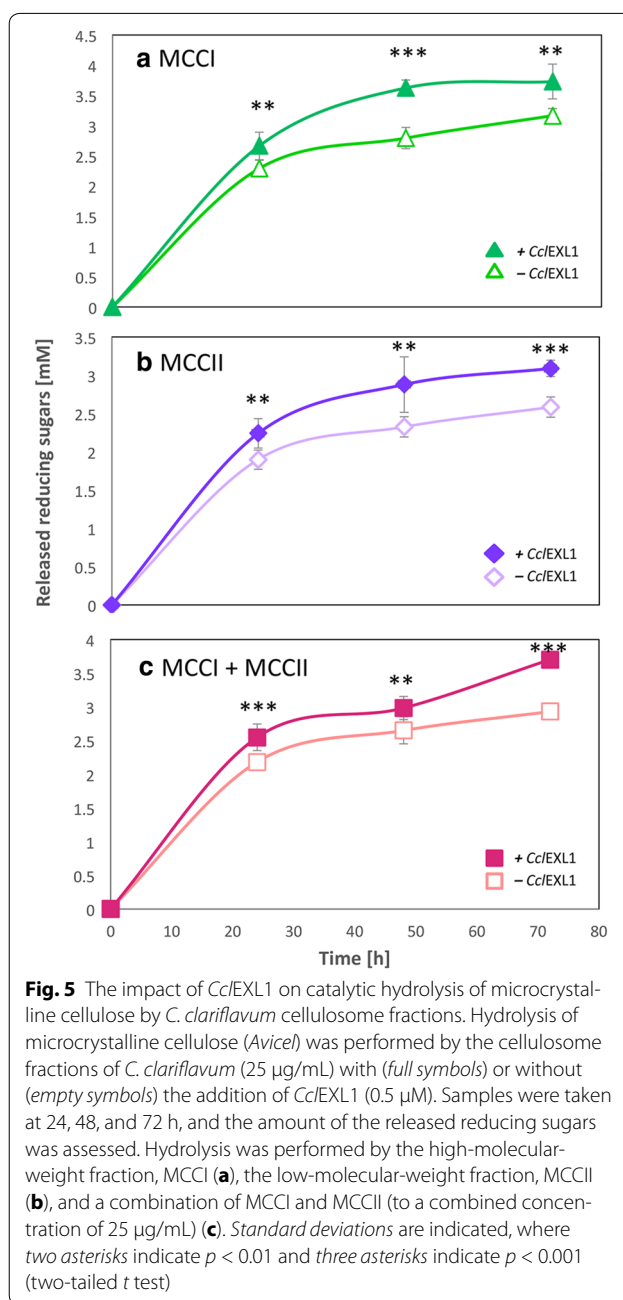 a MCCI
** *** **
4.5
4
3.5
3
2.5
2
1.5
1
0.5
0
+ CclEXL1
– CclEXL1
Released reducing sugars [mM]
b MCCII
** ** ***
3.5
3
2.5
2
1.5
1
0.5
0
+ CclEXL1
– CclEXL1
c MCCI + MCCII
*** ** ***
4
3.5
3
2.5
2
1.5
1
0.5
0
+ CclEXL1
– CclEXL1
0 10 20 30 40 50 60 70 80
Time [h]
Fig. 5 The impact of CclEXL1 on catalytic hydrolysis of microcrystal-
line cellulose by C. clariflavum cellulosome fractions. Hydrolysis of
microcrystalline cellulose (Avicel) was performed by the cellulosome
fractions of C. clariflavum (25 µg/mL) with (full symbols) or without
(empty symbols) the addition of CclEXL1 (0.5 µM). Samples were taken
at 24, 48, and 72 h, and the amount of the released reducing sugars
was assessed. Hydrolysis was performed by the high-molecular-
weight fraction, MCCI (a), the low-molecular-weight fraction, MCCII
(b), and a combination of MCCI and MCCII (to a combined concen-
tration of 25 µg/mL) (c). Standard deviations are indicated, where
two asterisks indicate p < 0.01 and three asterisks indicate p < 0.001
(two-tailed t test)